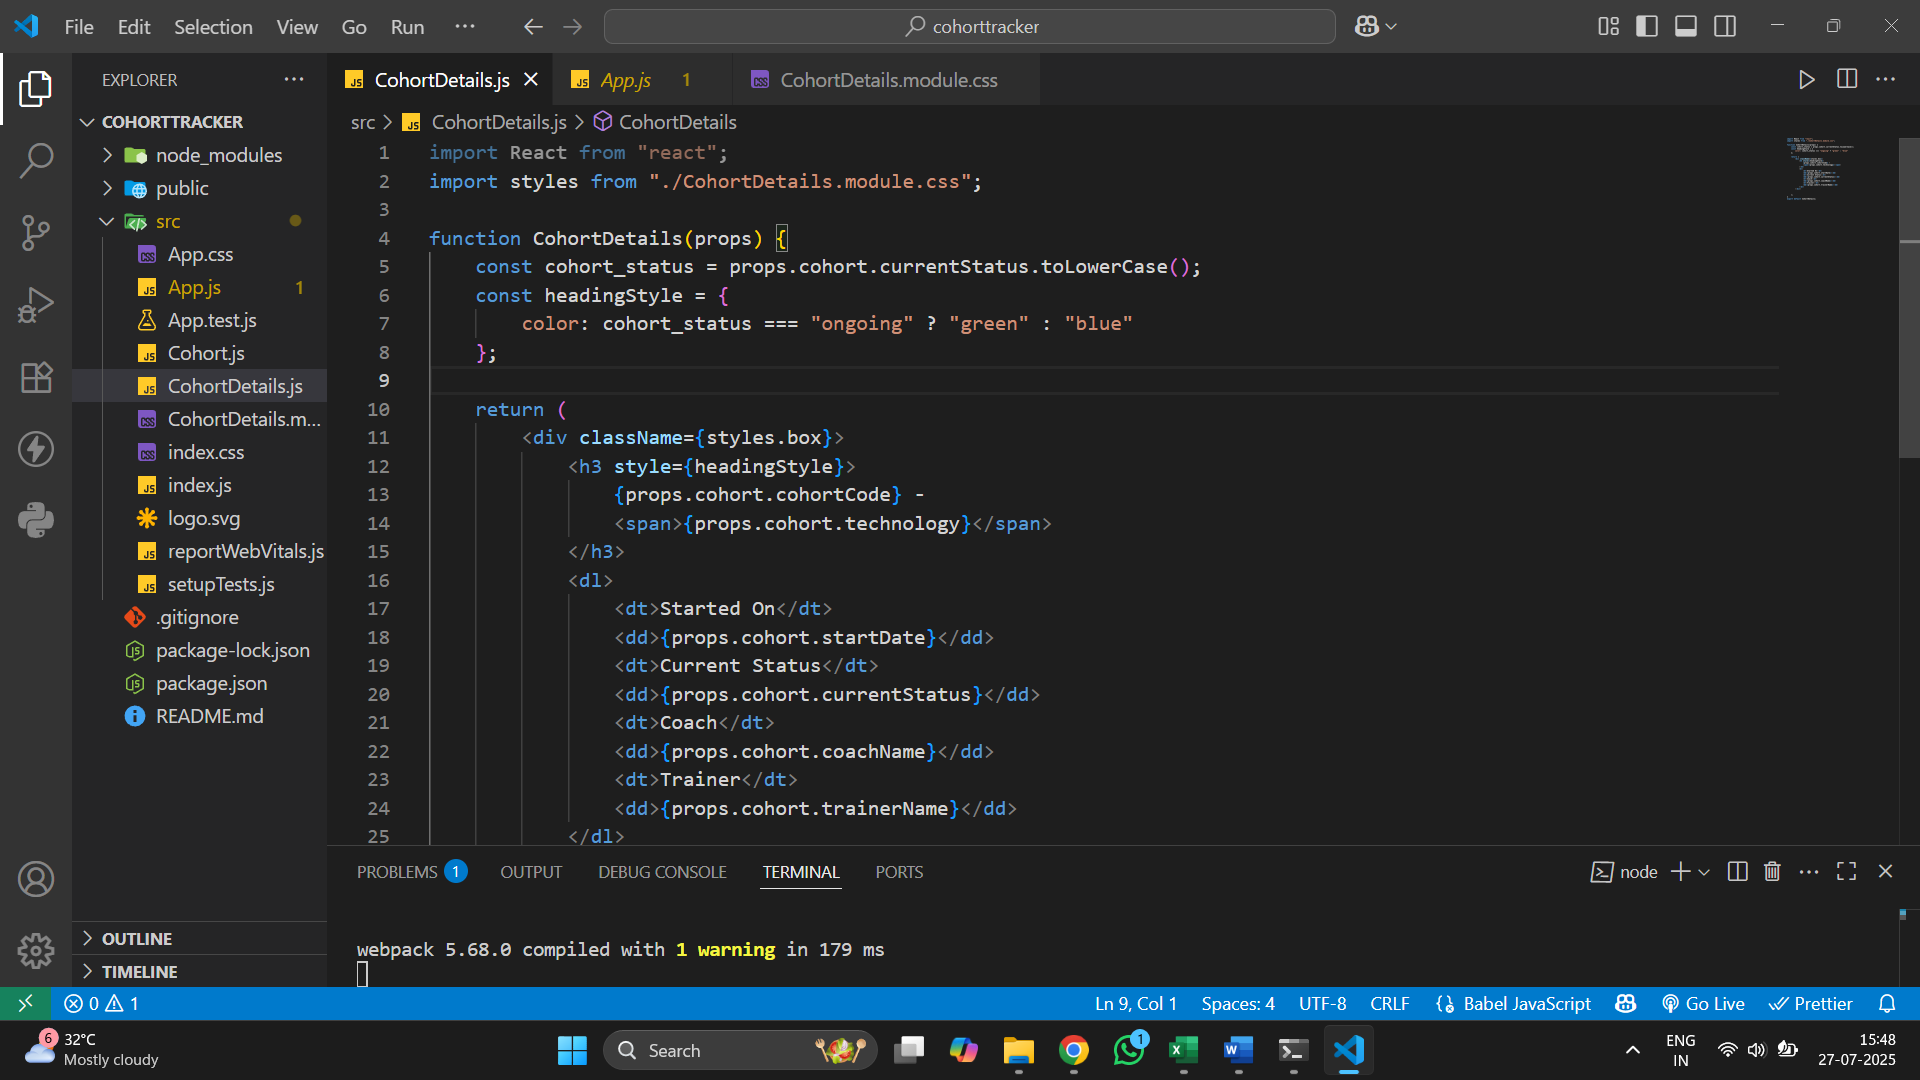 File Edit Selection View Go Run ··· cohorttracker
EXPLORER ···
COHORTTRACKER
node_modules
public
src
App.css
App.js 1
App.test.js
Cohort.js
CohortDetails.js
CohortDetails.m...
index.css
index.js
logo.svg
reportWebVitals.js
setupTests.js
.gitignore
package-lock.json
package.json
README.md
OUTLINE
TIMELINE
CohortDetails.js App.js 1 CohortDetails.module.css
src > CohortDetails.js > CohortDetails
1 import React from "react";
2 import styles from "./CohortDetails.module.css";
3
4 function CohortDetails(props) {
5 const cohort_status = props.cohort.currentStatus.toLowerCase();
6 const headingStyle = {
7 color: cohort_status === "ongoing" ? "green" : "blue"
8 };
9
10 return (
11 <div className={styles.box}>
12 <h3 style={headingStyle}>
13 {props.cohort.cohortCode} -
14 <span>{props.cohort.technology}</span>
15 </h3>
16 <dl>
17 <dt>Started On</dt>
18 <dd>{props.cohort.startDate}</dd>
19 <dt>Current Status</dt>
20 <dd>{props.cohort.currentStatus}</dd>
21 <dt>Coach</dt>
22 <dd>{props.cohort.coachName}</dd>
23 <dt>Trainer</dt>
24 <dd>{props.cohort.trainerName}</dd>
25 </dl>
PROBLEMS 1 OUTPUT DEBUG CONSOLE TERMINAL PORTS node
webpack 5.68.0 compiled with 1 warning in 179 ms
0 1 Ln 9, Col 1 Spaces: 4 UTF-8 CRLF {} Babel JavaScript Go Live Prettier
6 32°C
Mostly cloudy
Search
1
ENG
IN
15:48
27-07-2025